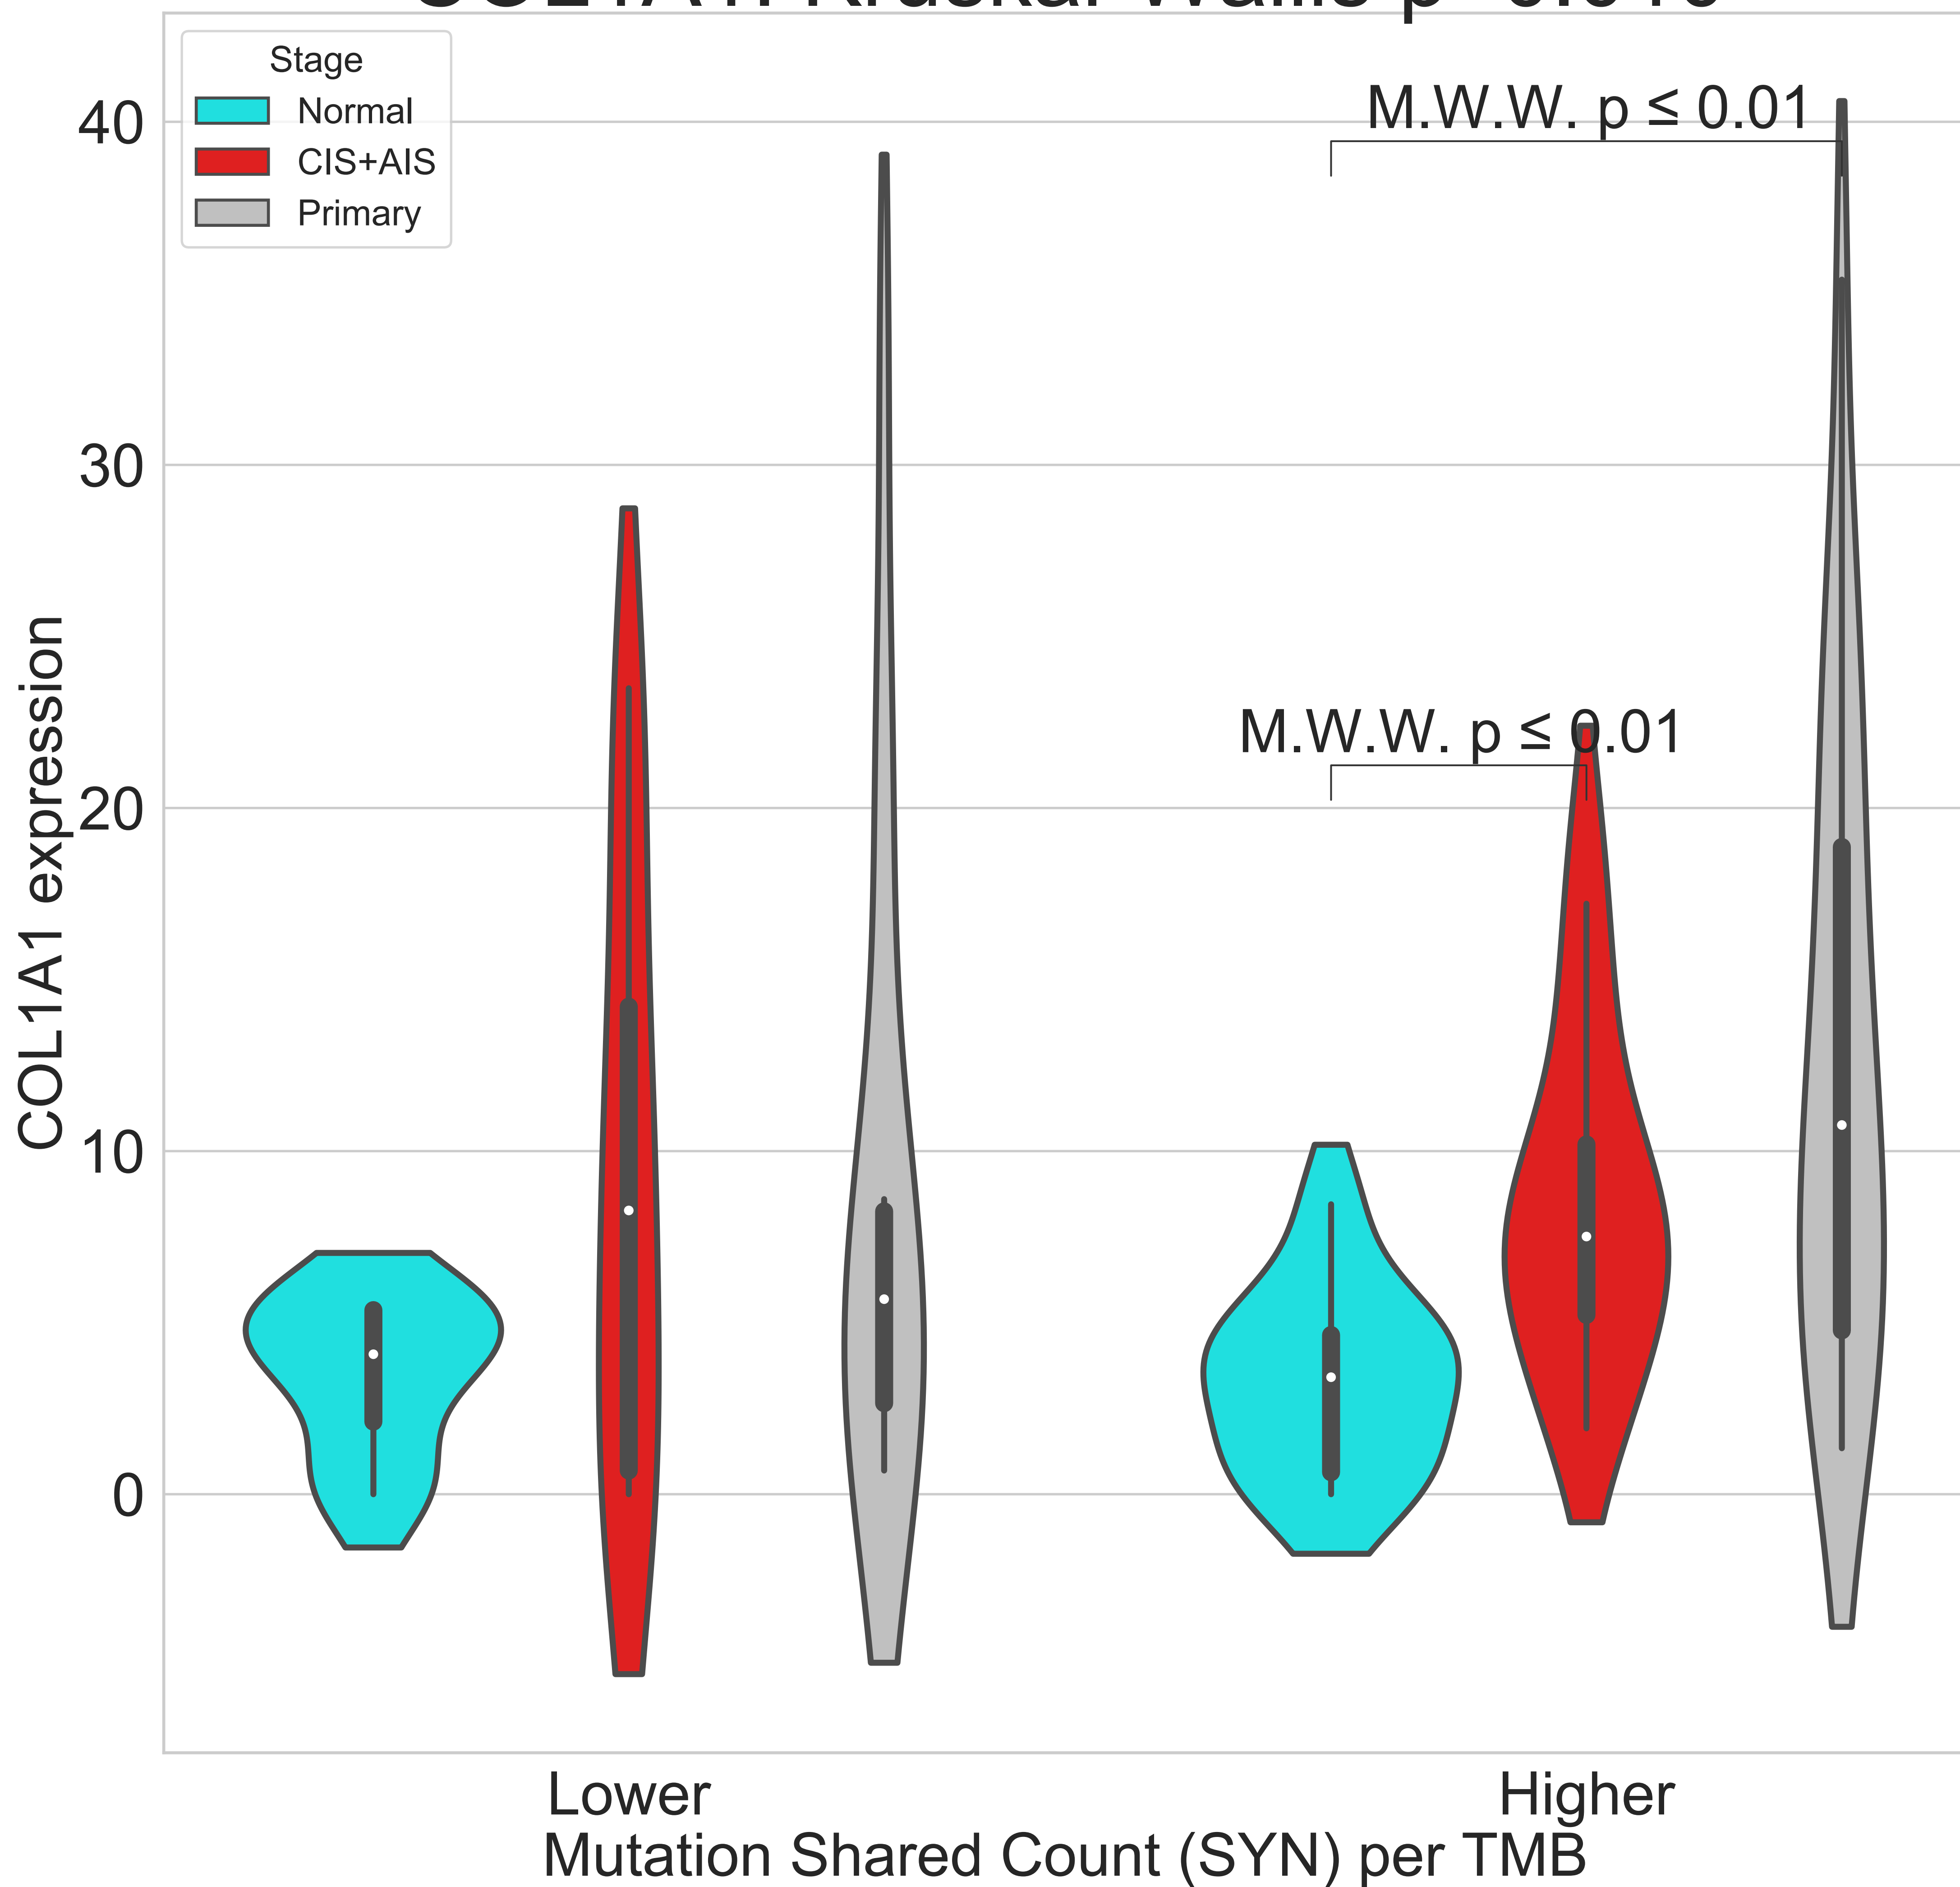 Stage
Normal
CIS+AIS
Primary
M.W.W. p ≤ 0.01
M.W.W. p ≤ 0.01
40
30
20
10
0
COL1A1 expression
Lower
Higher
Mutation Shared Count (SYN) per TMB